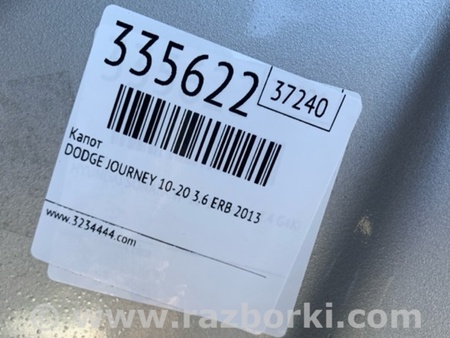 335622
37240
Капот
DODGE JOURNEY 10-20 3.6 ERB 2013
www.3234444.com
© www.razborki.com